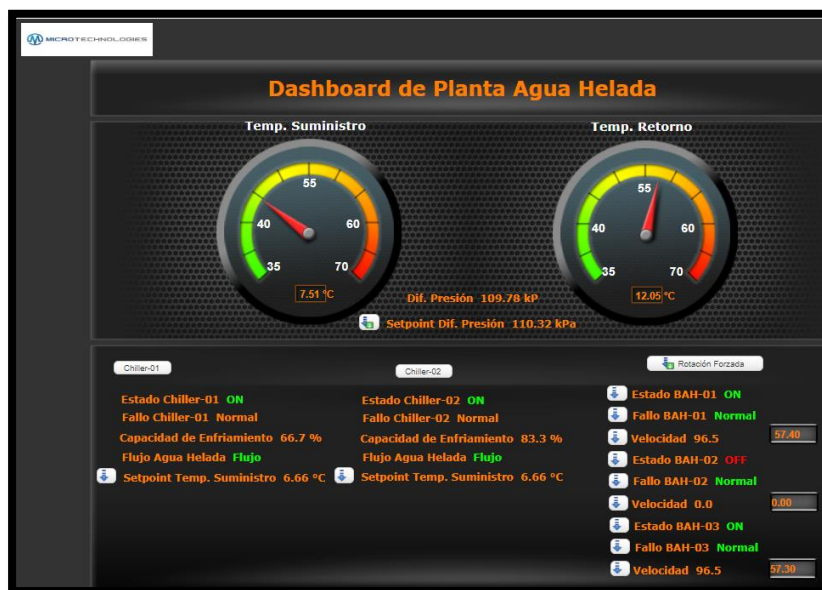 MICROTECHNOLOGIES
Dashboard de Planta Agua Helada
Temp. Suministro
Temp. Retorno
55
40
60
35
70
7.51 °C
55
40
60
35
70
12.05 °C
Dif. Presión 109.78 kP
Setpoint Dif. Presión 110.32 kPa
Chiller-01
Estado Chiller-01 ON
Fallo Chiller-01 Normal
Capacidad de Enfriamiento 66.7 %
Flujo Agua Helada Flujo
Setpoint Temp. Suministro 6.66 °C
Chiller-02
Estado Chiller-02 ON
Fallo Chiller-02 Normal
Capacidad de Enfriamiento 83.3 %
Flujo Agua Helada Flujo
Setpoint Temp. Suministro 6.66 °C
Rotación Forzada
Estado BAH-01 ON
Fallo BAH-01 Normal
Velocidad 96.5 57.40
Estado BAH-02 OFF
Fallo BAH-02 Normal
Velocidad 0.0 0.00
Estado BAH-03 ON
Fallo BAH-03 Normal
Velocidad 96.5 57.30